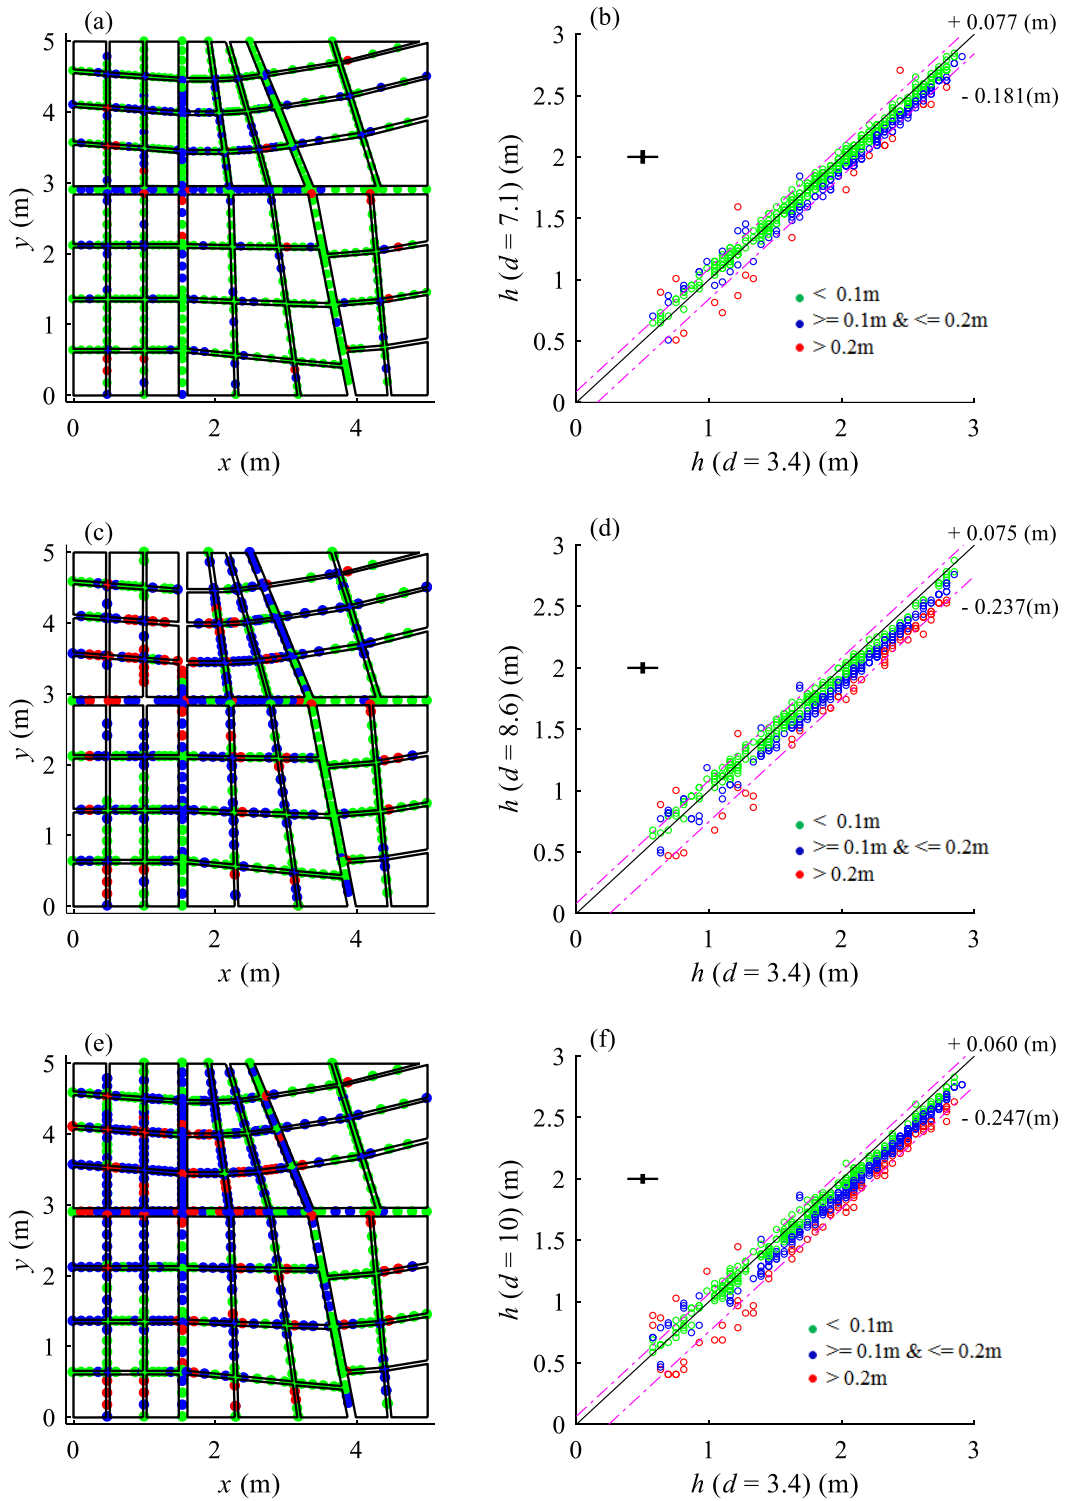 (a)
5
4
3
2
1
0
y (m)
0 2 4
x (m)
(b)
+ 0.077 (m)
- 0.181(m)
3
2.5
2
1.5
1
0.5
0
h (d = 7.1) (m)
< 0.1m
>= 0.1m & <= 0.2m
> 0.2m
0 1 2 3
h (d = 3.4) (m)
(c)
5
4
3
2
1
0
y (m)
0 2 4
x (m)
(d)
+ 0.075 (m)
- 0.237(m)
3
2.5
2
1.5
1
0.5
0
h (d = 8.6) (m)
< 0.1m
>= 0.1m & <= 0.2m
> 0.2m
0 1 2 3
h (d = 3.4) (m)
(e)
5
4
3
2
1
0
y (m)
0 2 4
x (m)
(f)
+ 0.060 (m)
- 0.247(m)
3
2.5
2
1.5
1
0.5
0
h (d = 10) (m)
< 0.1m
>= 0.1m & <= 0.2m
> 0.2m
0 1 2 3
h (d = 3.4) (m)